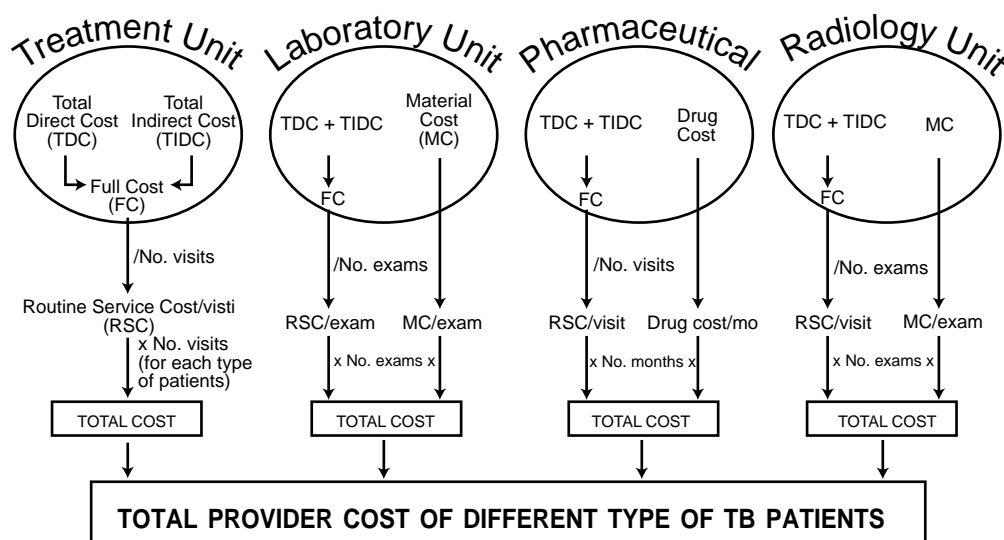 Treatment Unit
Total
Direct Cost
(TDC)
Total
Indirect Cost
(TIDC)
Full Cost
(FC)
/No. visits
Routine Service Cost/visti
(RSC)
x No. visits
(for each type
of patients)
TOTAL COST
Laboratory Unit
TDC + TIDC
Material
Cost
(MC)
FC
/No. exams
RSC/exam
MC/exam
x No. exams x
TOTAL COST
Pharmaceutical
TDC + TIDC
Drug
Cost
FC
/No. visits
RSC/visit
Drug cost/mo
x No. months x
TOTAL COST
Radiology Unit
TDC + TIDC
MC
FC
/No. exams
RSC/visit
MC/exam
x No. exams x
TOTAL COST
TOTAL PROVIDER COST OF DIFFERENT TYPE OF TB PATIENTS